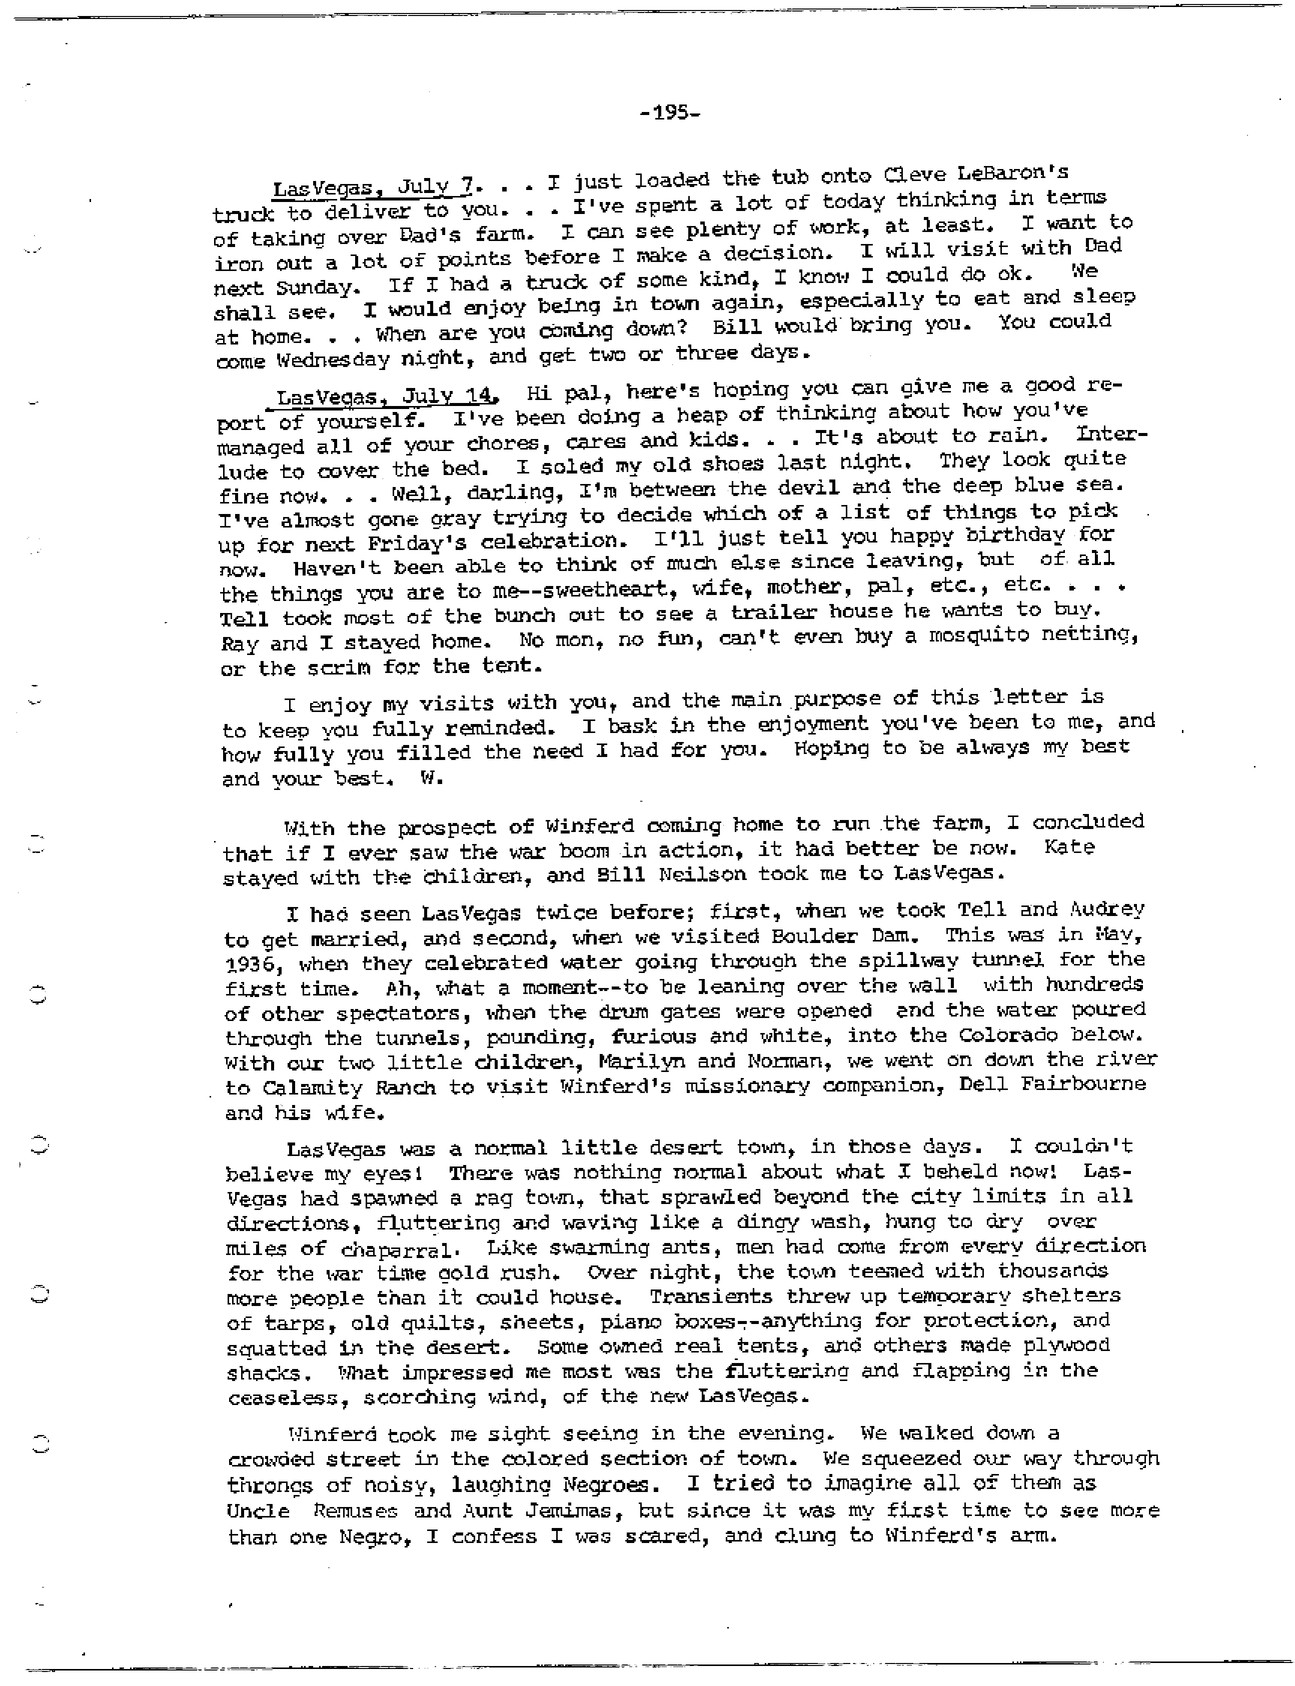 -195-
LasVegas, July 7. . . I just loaded the tub onto Cleve LeBaron's
truck to deliver to you. . . I've spent a lot of today thinking in terms
of taking over Dad's farm. I can see plenty of work, at least. I want to
iron out a lot of points before I make a decision. I will visit with Dad
next Sunday. If I had a truck of some kind, I know I could do ok. We
shall see. I would enjoy being in town again, especially to eat and sleep
at home. . . When are you coming down? Bill would bring you. You could
come Wednesday night, and get two or three days.
LasVegas, July 14. Hi pal, here's hoping you can give me a good re-
port of yourself. I've been doing a heap of thinking about how you've
managed all of your chores, cares and kids. . . It's about to rain. Inter-
lude to cover the bed. I soled my old shoes last night. They look quite
fine now. . . Well, darling, I'm between the devil and the deep blue sea.
I've almost gone gray trying to decide which of a list of things to pick
up for next Friday's celebration. I'll just tell you happy birthday for
now. Haven't been able to think of much else since leaving, but of all
the things you are to me--sweetheart, wife, mother, pal, etc., etc. . . .
Tell took most of the bunch out to see a trailer house he wants to buy.
Ray and I stayed home. No mon, no fun, can't even buy a mosquito netting,
or the scrim for the tent.
I enjoy my visits with you, and the main purpose of this letter is
to keep you fully reminded. I bask in the enjoyment you've been to me, and
how fully you filled the need I had for you. Hoping to be always my best
and your best. W.
With the prospect of Winferd coming home to run the farm, I concluded
that if I ever saw the war boom in action, it had better be now. Kate
stayed with the children, and Bill Neilson took me to LasVegas.
I had seen LasVegas twice before; first, when we took Tell and Audrey
to get married, and second, when we visited Boulder Dam. This was in May,
1936, when they celebrated water going through the spillway tunnel for the
first time. Ah, what a moment--to be leaning over the wall with hundreds
of other spectators, when the drum gates were opened and the water poured
through the tunnels, pounding, furious and white, into the Colorado below.
With our two little children, Marilyn and Norman, we went on down the river
to Calamity Ranch to visit Winferd's missionary companion, Dell Fairbourne
and his wife.
LasVegas was a normal little desert town, in those days. I couldn't
believe my eyes! There was nothing normal about what I beheld now! Las-
Vegas had spawned a rag town, that sprawled beyond the city limits in all
directions, fluttering and waving like a dingy wash, hung to dry over
miles of chaparral. Like swarming ants, men had come from every direction
for the war time gold rush. Over night, the town teemed with thousands
more people than it could house. Transients threw up temporary shelters
of tarps, old quilts, sheets, piano boxes--anything for protection, and
squatted in the desert. Some owned real tents, and others made plywood
shacks. What impressed me most was the fluttering and flapping in the
ceaseless, scorching wind, of the new LasVegas.
Winferd took me sight seeing in the evening. We walked down a
crowded street in the colored section of town. We squeezed our way through
throngs of noisy, laughing Negroes. I tried to imagine all of them as
Uncle Remuses and Aunt Jemimas, but since it was my first time to see more
than one Negro, I confess I was scared, and clung to Winferd's arm.